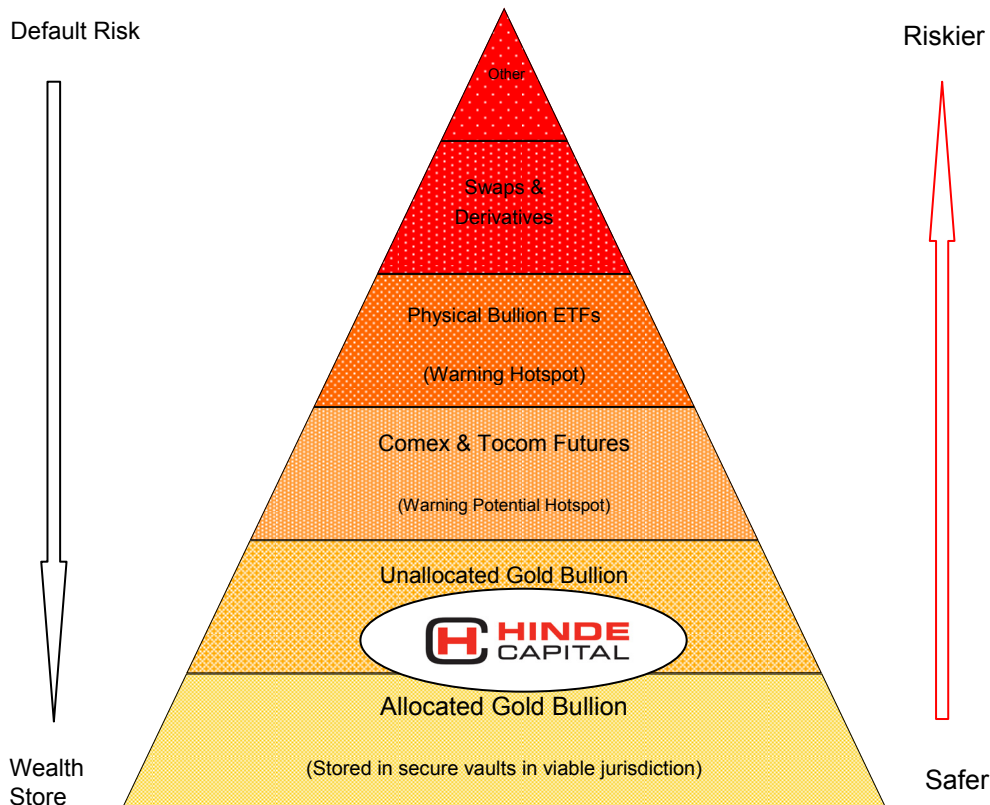 Default Risk
Riskier
Other
Swaps &
Derivatives
Physical Bullion ETFs
(Warning Hotspot)
Comex & Tocom Futures
(Warning Potential Hotspot)
Unallocated Gold Bullion
HINDE
CAPITAL
Allocated Gold Bullion
(Stored in secure vaults in viable jurisdiction)
Wealth
Store
Safer